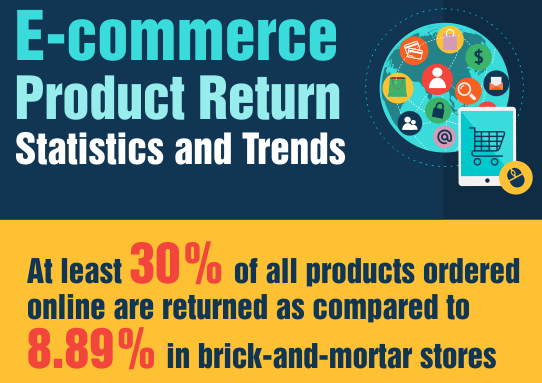 E-commerce
Product Return
Statistics and Trends
$
@
At least 30% of all products ordered
online are returned as compared to
8.89% in brick-and-mortar stores